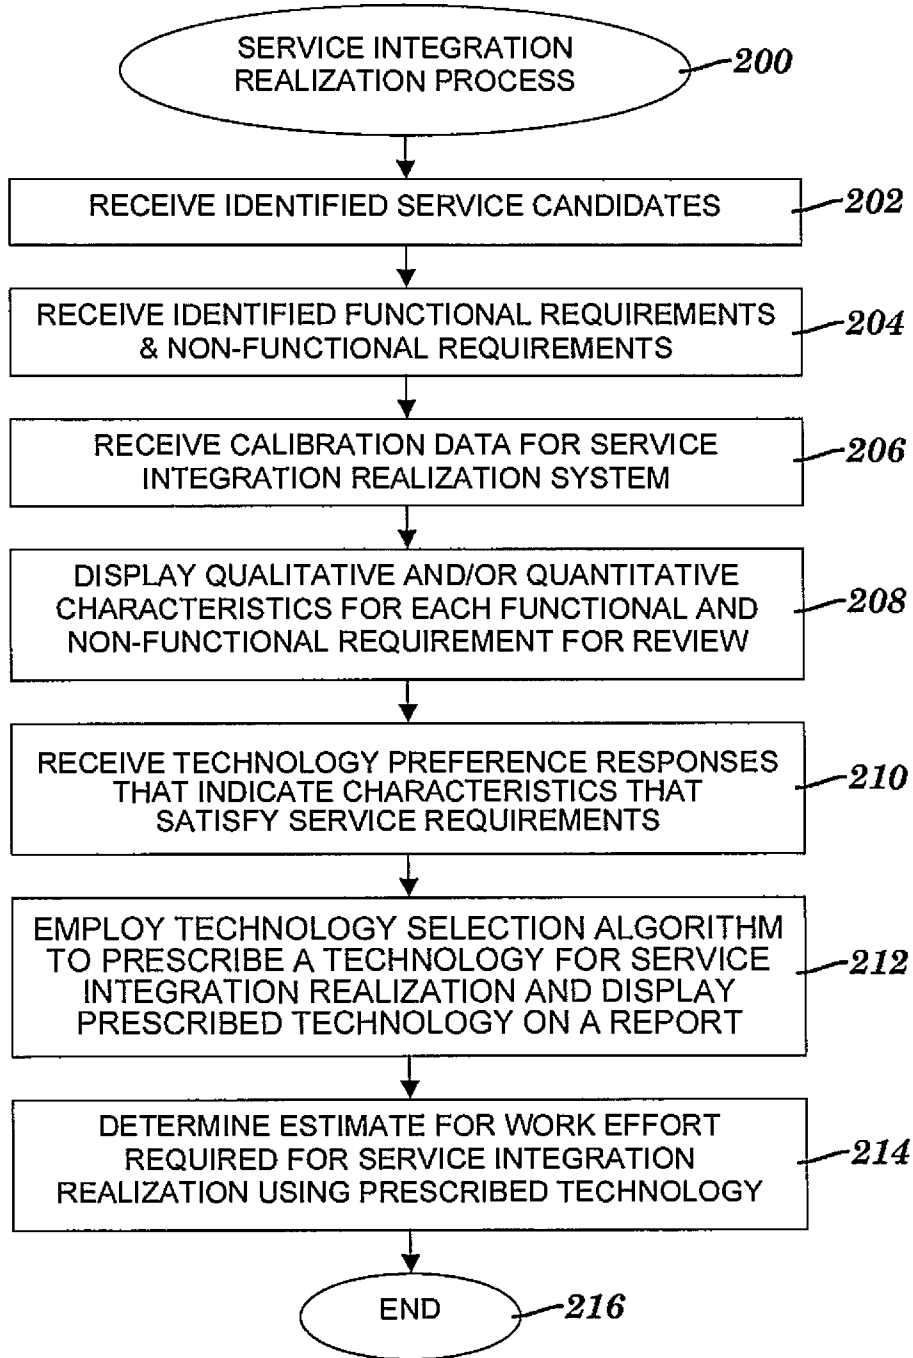 SERVICE INTEGRATION
REALIZATION PROCESS
200
RECEIVE IDENTIFIED SERVICE CANDIDATES
202
RECEIVE IDENTIFIED FUNCTIONAL REQUIREMENTS
& NON-FUNCTIONAL REQUIREMENTS
204
RECEIVE CALIBRATION DATA FOR SERVICE
INTEGRATION REALIZATION SYSTEM
206
DISPLAY QUALITATIVE AND/OR QUANTITATIVE
CHARACTERISTICS FOR EACH FUNCTIONAL AND
NON-FUNCTIONAL REQUIREMENT FOR REVIEW
208
RECEIVE TECHNOLOGY PREFERENCE RESPONSES
THAT INDICATE CHARACTERISTICS THAT
SATISFY SERVICE REQUIREMENTS
210
EMPLOY TECHNOLOGY SELECTION ALGORITHM
TO PRESCRIBE A TECHNOLOGY FOR SERVICE
INTEGRATION REALIZATION AND DISPLAY
PRESCRIBED TECHNOLOGY ON A REPORT
212
DETERMINE ESTIMATE FOR WORK EFFORT
REQUIRED FOR SERVICE INTEGRATION
REALIZATION USING PRESCRIBED TECHNOLOGY
214
END
216